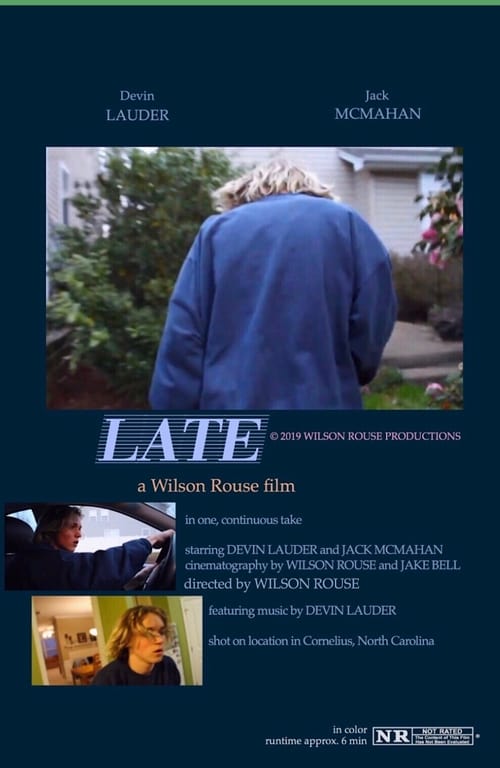 Devin
LAUDER
Jack
MCMAHAN
LATE
© 2019 WILSON ROUSE PRODUCTIONS
a Wilson Rouse film
in one, continuous take
starring DEVIN LAUDER and JACK MCMAHAN
cinematography by WILSON ROUSE and JAKE BELL
directed by WILSON ROUSE
featuring music by DEVIN LAUDER
shot on location in Cornelius, North Carolina
in color
runtime approx. 6 min
NR
NOT RATED
The Content of This Film
Has Not Been Evaluated